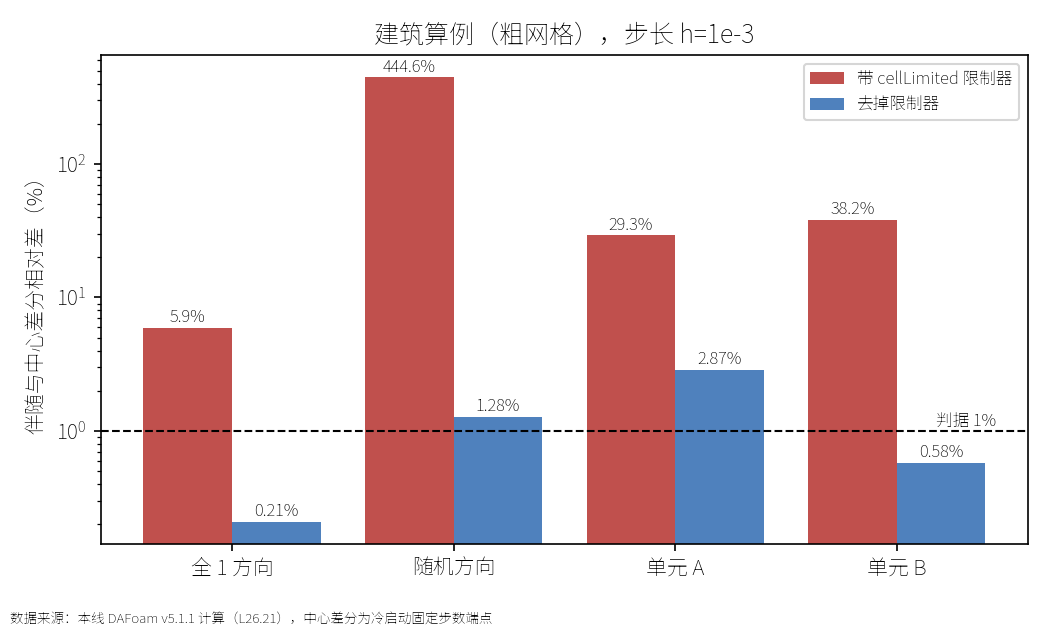 建筑算例（粗网格），步长 h=1e-3
带 cellLimited 限制器
去掉限制器
伴随与中心差分相对差（%）
10²
10¹
10⁰
5.9%
0.21%
444.6%
1.28%
29.3%
2.87%
38.2%
0.58%
判据 1%
全 1 方向
随机方向
单元 A
单元 B
数据来源：本线 DAFoam v5.1.1 计算（L26.21），中心差分为冷启动固定步数端点